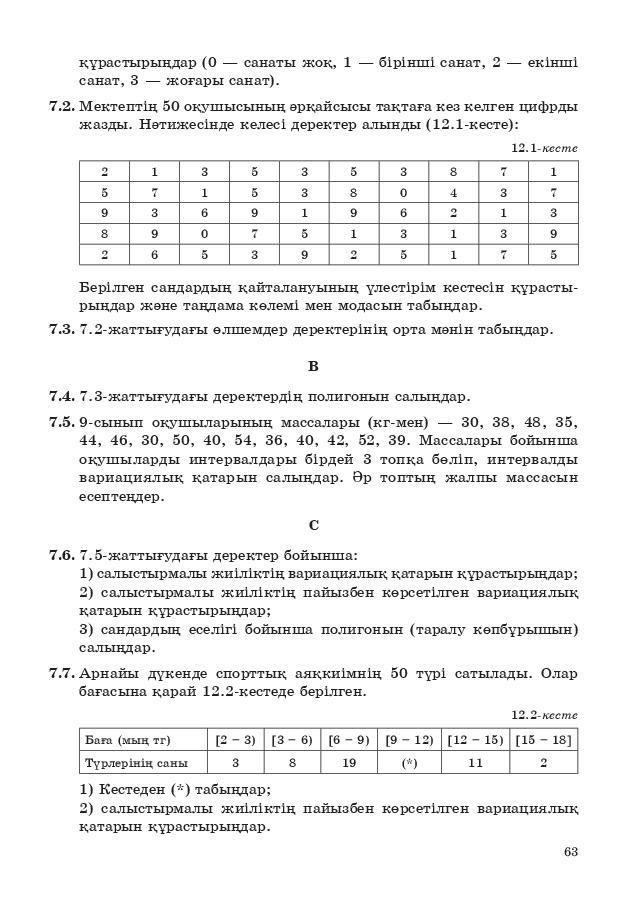 құрастырыңдар (0 — санаты жоқ, 1 — бірінші санат, 2 — екінші
санат, 3 — жоғары санат).
7.2. Мектептің 50 оқушысының әрқайсысы тақтаға кез келген цифрды
жазды. Нәтижесінде келесі деректер алынды (12.1-кесте):
12.1-кесте
2 1 3 5 3 5 3 8 7 1
5 7 1 5 3 8 0 4 3 7
9 3 6 9 1 9 6 2 1 3
8 9 0 7 5 1 3 1 3 9
2 6 5 3 9 2 5 1 7 5
Берілген сандардың қайталануының үлестірім кестесін құрасты-
рыңдар және таңдама көлемі мен модасын табыңдар.
7.3. 7.2-жаттығудағы өлшемдер деректерінің орта мәнін табыңдар.
В
7.4. 7.3-жаттығудағы деректердің полигонын салыңдар.
7.5. 9-сынып оқушыларының массалары (кг-мен) — 30, 38, 48, 35,
44, 46, 30, 50, 40, 54, 36, 40, 42, 52, 39. Массалары бойынша
оқушыларды интервалдары бірдей 3 топқа бөліп, интервалды
вариациялық қатарын салыңдар. Әр топтың жалпы массасын
есептеңдер.
С
7.6. 7.5-жаттығудағы деректер бойынша:
1) салыстырмалы жиіліктің вариациялық қатарын құрастырыңдар;
2) салыстырмалы жиіліктің пайызбен көрсетілген вариациялық
қатарын құрастырыңдар;
3) сандардың еселігі бойынша полигонын (таралу көпбұрышын)
салыңдар.
7.7. Арнайы дүкенде спорттық аяқкиімнің 50 түрі сатылады. Олар
бағасына қарай 12.2-кестеде берілген.
12.2-кесте
Баға (мың тг) [2 – 3) [3 – 6) [6 – 9) [9 – 12) [12 – 15) [15 – 18]
Түрлерінің саны 3 8 19 (*) 11 2
1) Кестеден (*) табыңдар;
2) салыстырмалы жиіліктің пайызбен көрсетілген вариациялық
қатарын құрастырыңдар.
63